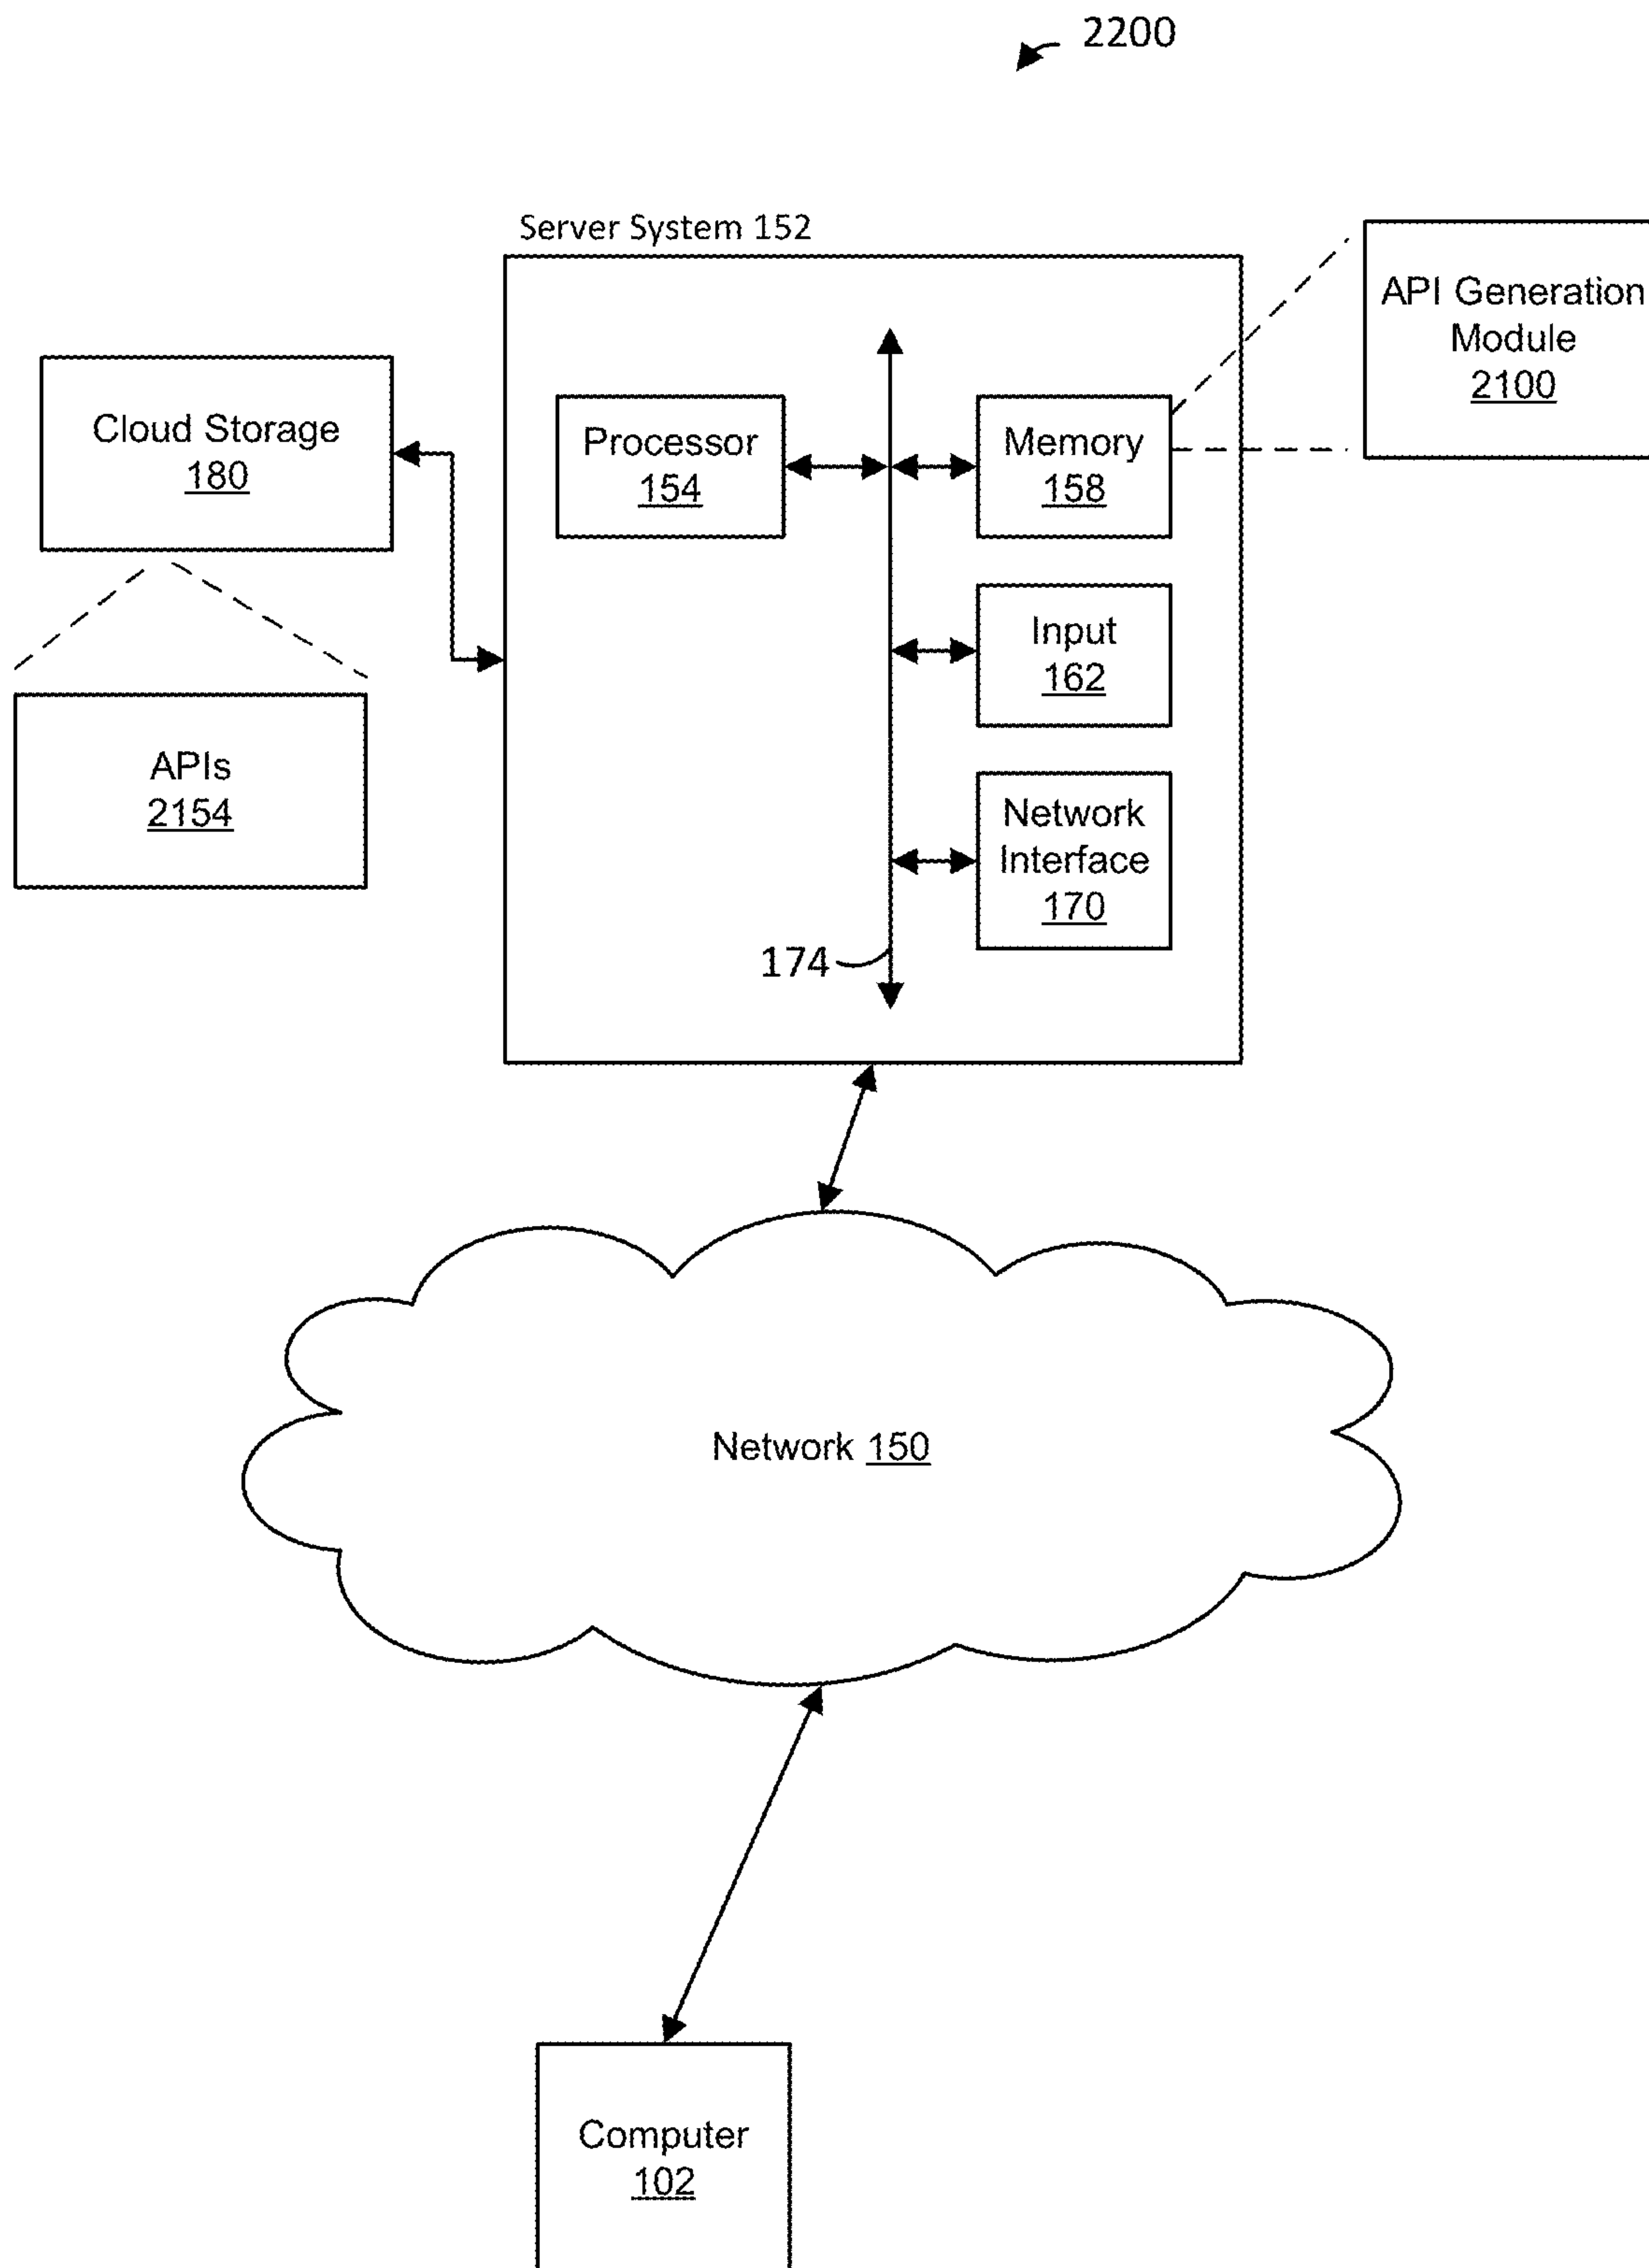 2200
Server System 152
API Generation
Module
2100
Cloud Storage
180
Processor
154
Memory
158
Input
162
APIs
2154
Network
Interface
170
174
Network 150
Computer
102